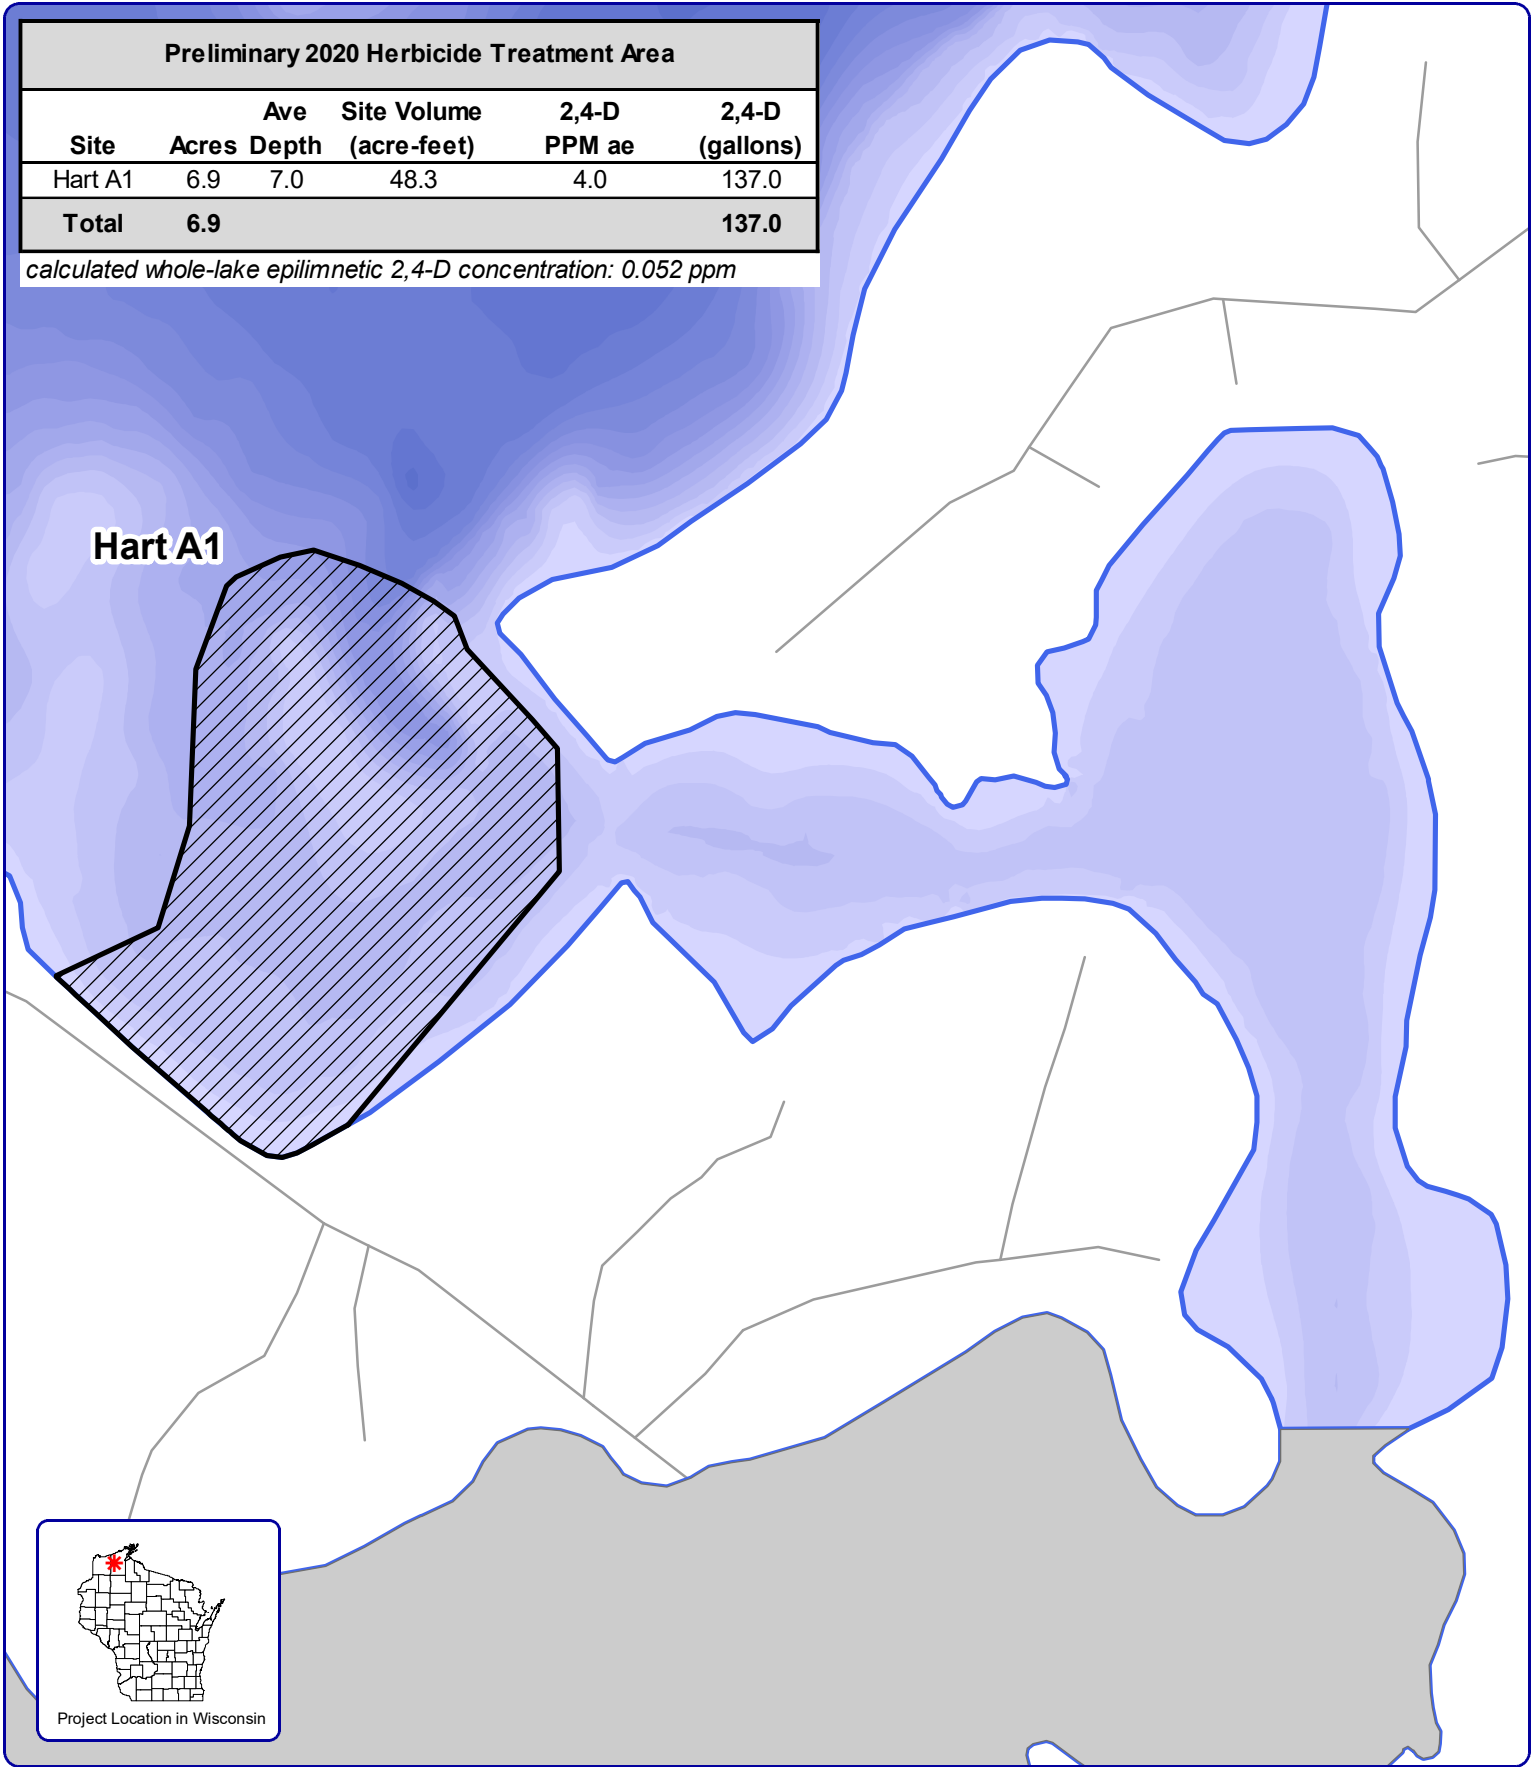 Preliminary 2020 Herbicide Treatment Area
Ave Site Volume 2,4-D 2,4-D
Site Acres Depth (acre-feet) PPM ae (gallons)
Hart A1 6.9 7.0 48.3 4.0 137.0
Total 6.9 137.0
calculated whole-lake epilimnetic 2,4-D concentration: 0.052 ppm
Hart A1
Project Location in Wisconsin